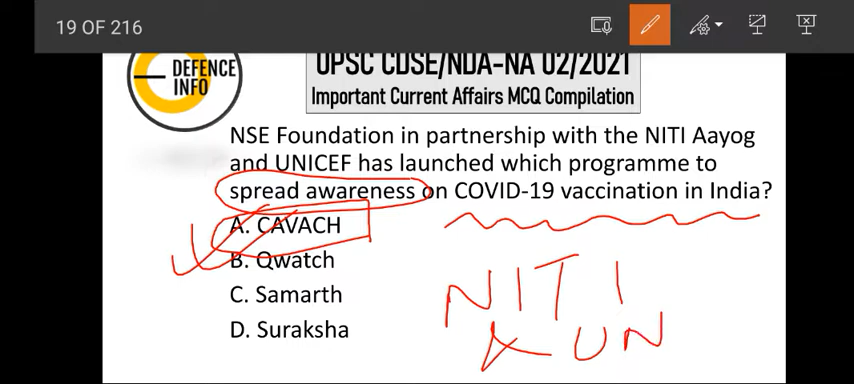 19 OF 216
DEFENCE
INFO
UPSC CDSE/NDA-NA 02/2021
Important Current Affairs MCQ Compilation
NSE Foundation in partnership with the NITI Aayog
and UNICEF has launched which programme to
spread awareness on COVID-19 vaccination in India?
A. CAVACH
B. Qwatch
C. Samarth
D. Suraksha
NITI
& UN